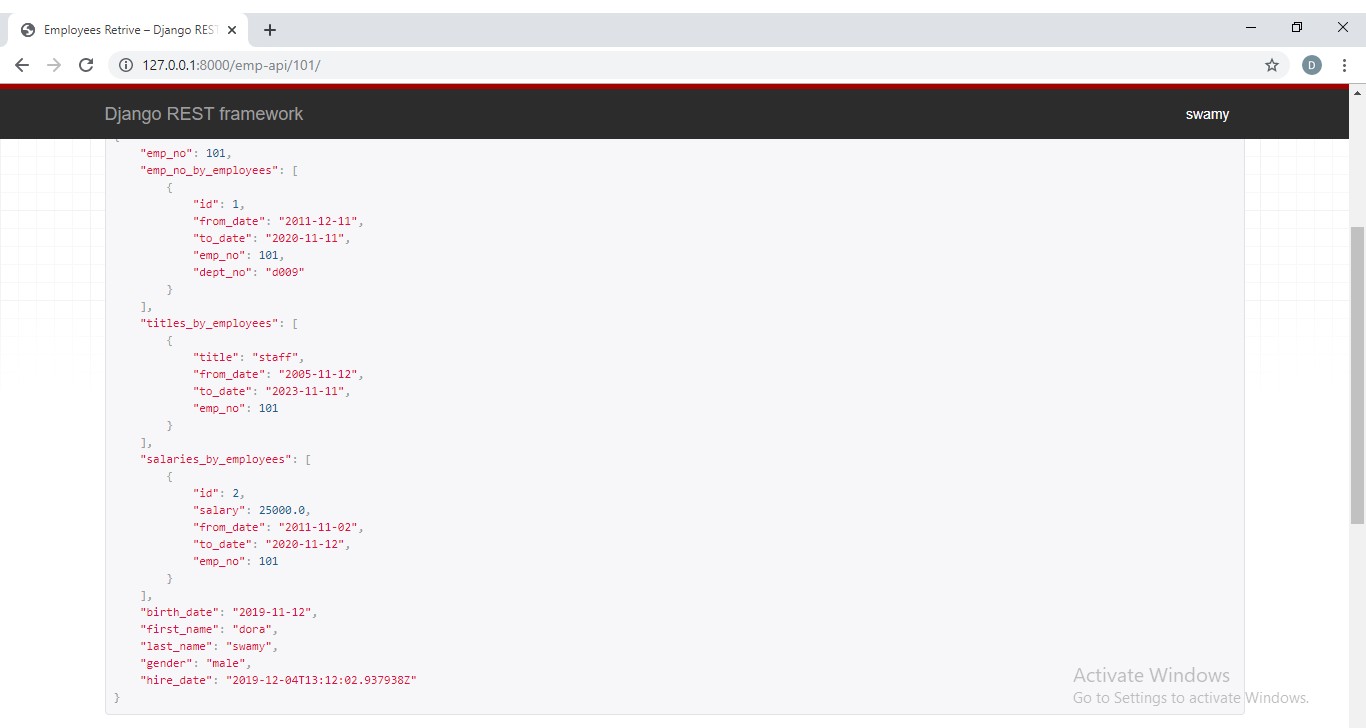 Employees Retrive – Django REST
127.0.0.1:8000/emp-api/101/
D
Django REST framework
swamy
"emp_no": 101,
"emp_no_by_employees": [
{
"id": 1,
"from_date": "2011-12-11",
"to_date": "2020-11-11",
"emp_no": 101,
"dept_no": "d009"
}
],
"titles_by_employees": [
{
"title": "staff",
"from_date": "2005-11-12",
"to_date": "2023-11-11",
"emp_no": 101
}
],
"salaries_by_employees": [
{
"id": 2,
"salary": 25000.0,
"from_date": "2011-11-02",
"to_date": "2020-11-12",
"emp_no": 101
}
],
"birth_date": "2019-11-12",
"first_name": "dora",
"last_name": "swamy",
"gender": "male",
"hire_date": "2019-12-04T13:12:02.937938Z"
}
Activate Windows
Go to Settings to activate Windows.